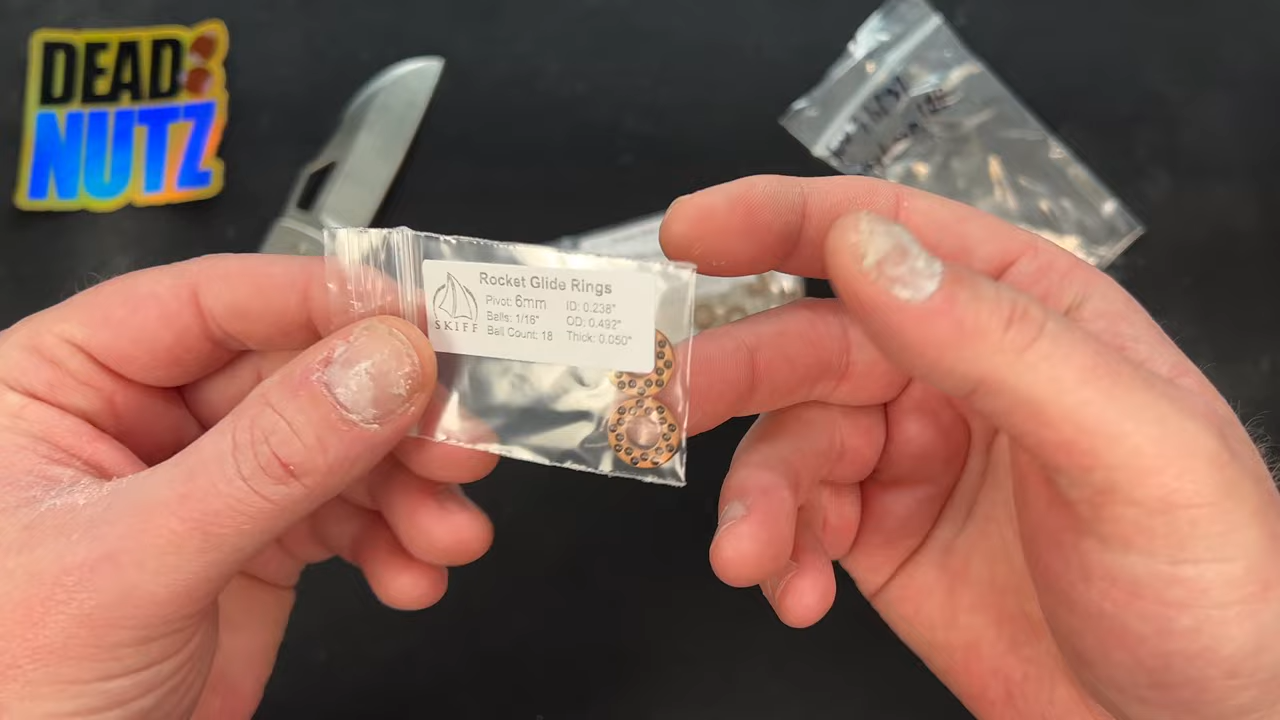 DEAD
NUTZ
Rocket Glide Rings
Pivot: 6mm ID: 0.238"
Balls: 1/16" OD: 0.492"
Ball Count: 18 Thick: 0.050"
SKIFF